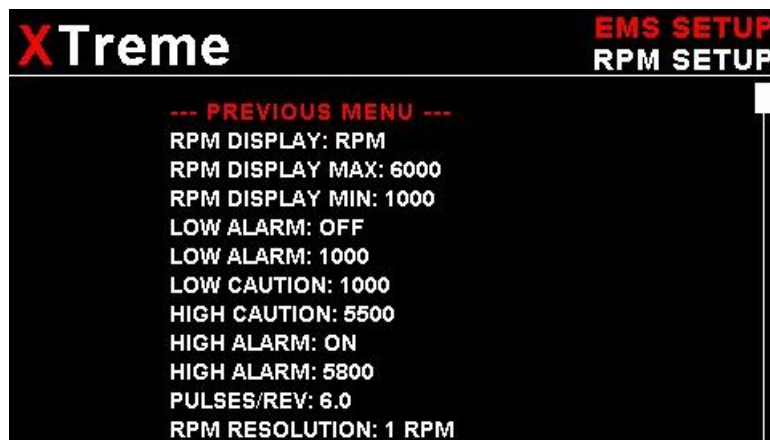 XTreme
EMS SETUP
RPM SETUP
--- PREVIOUS MENU ---
RPM DISPLAY: RPM
RPM DISPLAY MAX: 6000
RPM DISPLAY MIN: 1000
LOW ALARM: OFF
LOW ALARM: 1000
LOW CAUTION: 1000
HIGH CAUTION: 5500
HIGH ALARM: ON
HIGH ALARM: 5800
PULSES/REV: 6.0
RPM RESOLUTION: 1 RPM